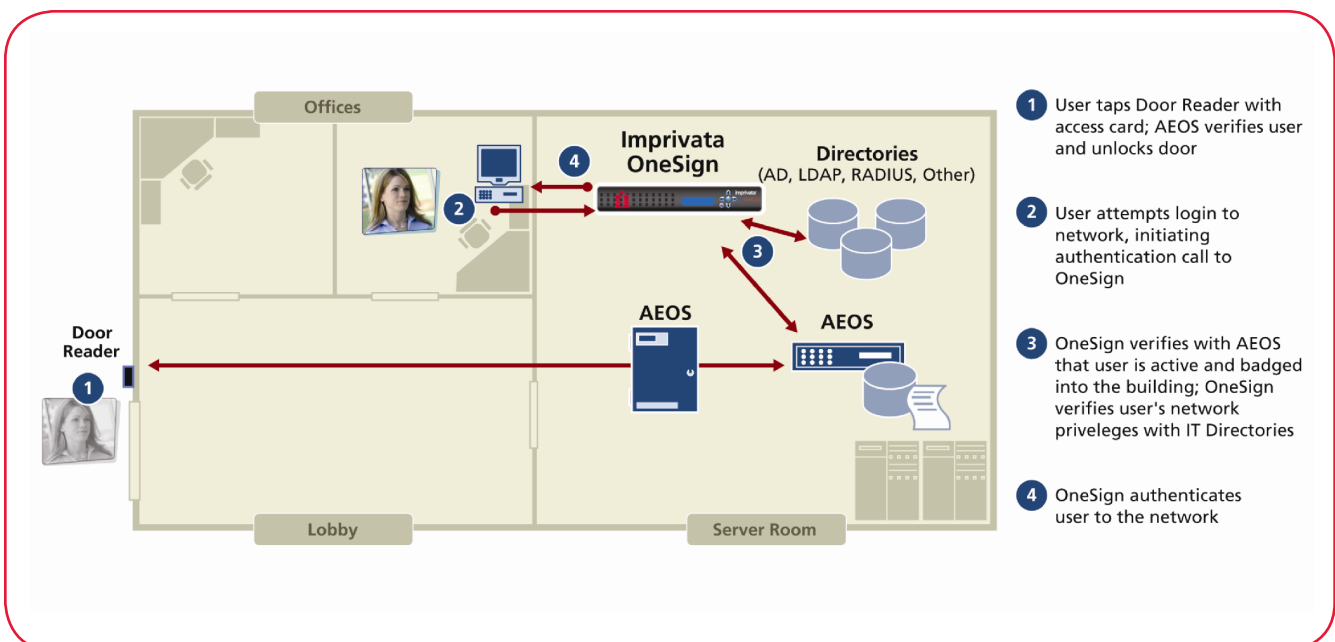 Offices
Imprivata
OneSign
Directories
(AD, LDAP, RADIUS, Other)
4
imprivata
2
3
AEOS
AEOS
Door
Reader
1
Lobby
Server Room
1 User taps Door Reader with
access card; AEOS verifies user
and unlocks door
2 User attempts login to
network, initiating
authentication call to
OneSign
3 OneSign verifies with AEOS
that user is active and badged
into the building; OneSign
verifies user's network
priveleges with IT Directories
4 OneSign authenticates
user to the network